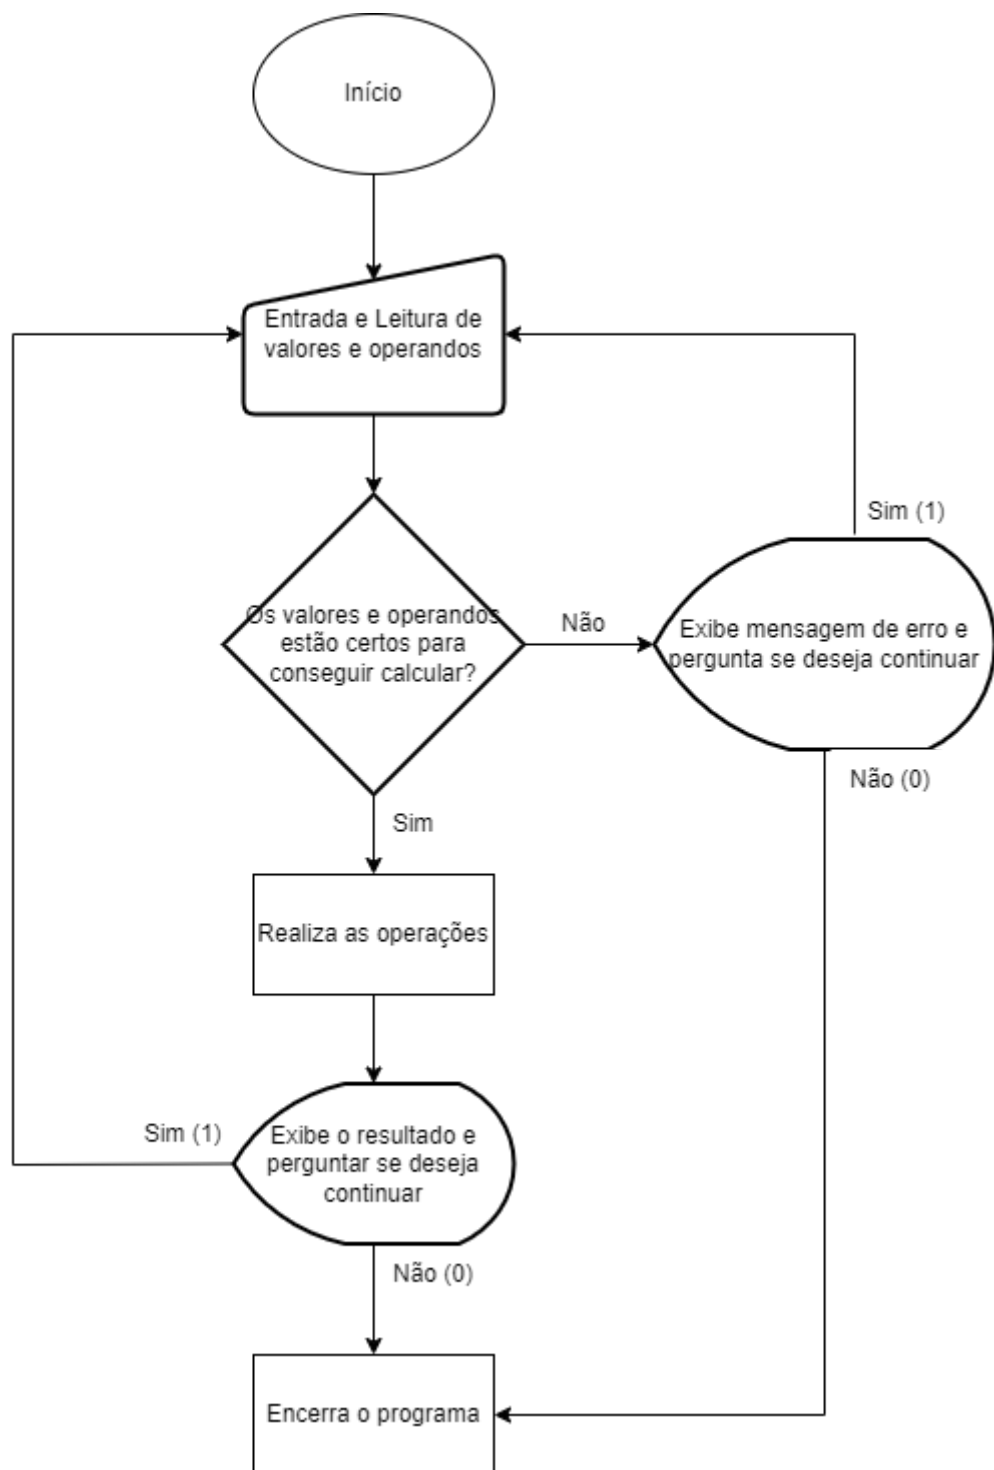 Início
Entrada e Leitura de
valores e operandos
Sim (1)
Os valores e operandos
estão certos para
conseguir calcular?
Não
Exibe mensagem de erro e
pergunta se deseja continuar
Não (0)
Sim
Realiza as operações
Sim (1)
Exibe o resultado e
perguntar se deseja
continuar
Não (0)
Encerra o programa